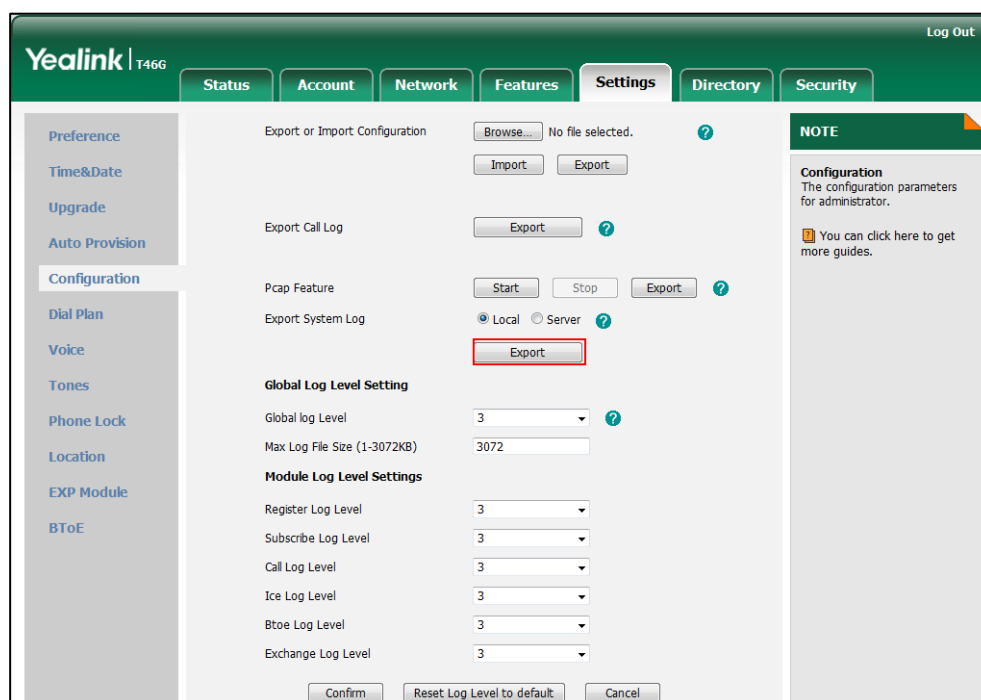 Log Out
Yealink | T46G
Status Account Network Features Settings Directory Security
Preference
Time&Date
Upgrade
Auto Provision
Configuration
Dial Plan
Voice
Tones
Phone Lock
Location
EXP Module
BToE
Export or Import Configuration Browse... No file selected. ?
Import Export
Export Call Log Export ?
Pcap Feature Start Stop Export ?
Export System Log Local Server ?
Export
Global Log Level Setting
Global log Level 3 ?
Max Log File Size (1-3072KB) 3072
Module Log Level Settings
Register Log Level 3
Subscribe Log Level 3
Call Log Level 3
Ice Log Level 3
Btoe Log Level 3
Exchange Log Level 3
Confirm Reset Log Level to default Cancel
NOTE
Configuration
The configuration parameters
for administrator.
? You can click here to get
more guides.